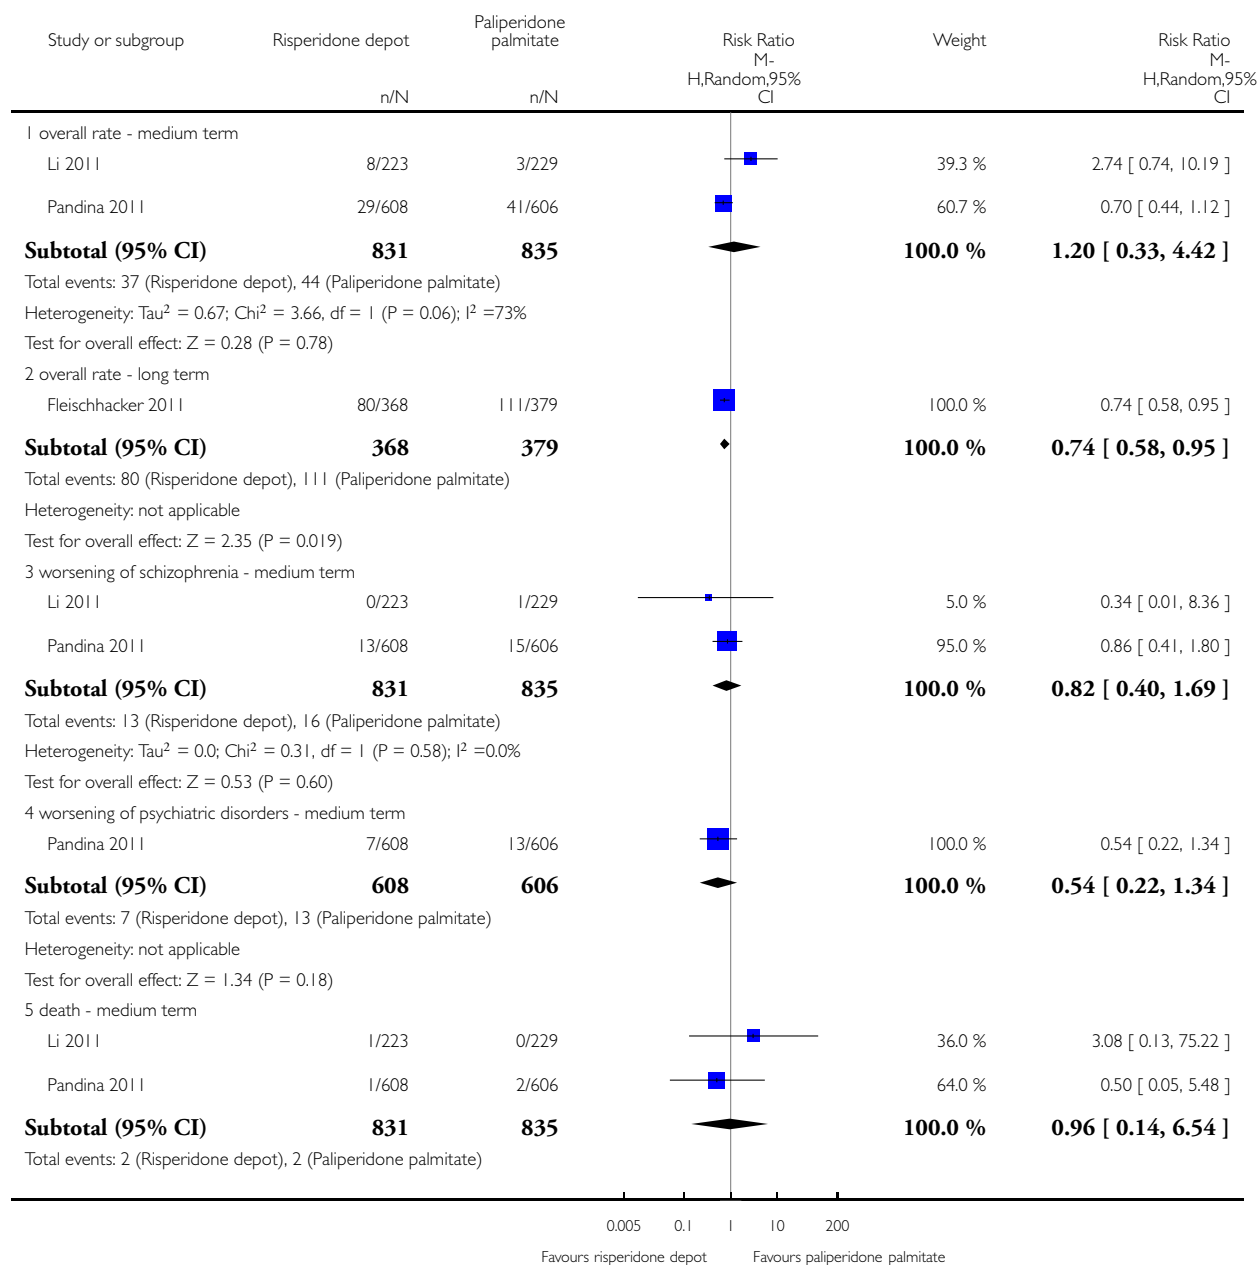 Study or subgroup Risperidone depot Paliperidone palmitate Risk Ratio Weight Risk Ratio
M-H,Random,95% CI M-H,Random,95% CI
n/N n/N
1 overall rate - medium term
Li 2011 8/223 3/229 39.3 % 2.74 [ 0.74, 10.19 ]
Pandina 2011 29/608 41/606 60.7 % 0.70 [ 0.44, 1.12 ]
Subtotal (95% CI) 831 835 100.0 % 1.20 [ 0.33, 4.42 ]
Total events: 37 (Risperidone depot), 44 (Paliperidone palmitate)
Heterogeneity: Tau² = 0.67; Chi² = 3.66, df = 1 (P = 0.06); I² =73%
Test for overall effect: Z = 0.28 (P = 0.78)
2 overall rate - long term
Fleischhacker 2011 80/368 111/379 100.0 % 0.74 [ 0.58, 0.95 ]
Subtotal (95% CI) 368 379 100.0 % 0.74 [ 0.58, 0.95 ]
Total events: 80 (Risperidone depot), 111 (Paliperidone palmitate)
Heterogeneity: not applicable
Test for overall effect: Z = 2.35 (P = 0.019)
3 worsening of schizophrenia - medium term
Li 2011 0/223 1/229 5.0 % 0.34 [ 0.01, 8.36 ]
Pandina 2011 13/608 15/606 95.0 % 0.86 [ 0.41, 1.80 ]
Subtotal (95% CI) 831 835 100.0 % 0.82 [ 0.40, 1.69 ]
Total events: 13 (Risperidone depot), 16 (Paliperidone palmitate)
Heterogeneity: Tau² = 0.0; Chi² = 0.31, df = 1 (P = 0.58); I² =0.0%
Test for overall effect: Z = 0.53 (P = 0.60)
4 worsening of psychiatric disorders - medium term
Pandina 2011 7/608 13/606 100.0 % 0.54 [ 0.22, 1.34 ]
Subtotal (95% CI) 608 606 100.0 % 0.54 [ 0.22, 1.34 ]
Total events: 7 (Risperidone depot), 13 (Paliperidone palmitate)
Heterogeneity: not applicable
Test for overall effect: Z = 1.34 (P = 0.18)
5 death - medium term
Li 2011 1/223 0/229 36.0 % 3.08 [ 0.13, 75.22 ]
Pandina 2011 1/608 2/606 64.0 % 0.50 [ 0.05, 5.48 ]
Subtotal (95% CI) 831 835 100.0 % 0.96 [ 0.14, 6.54 ]
Total events: 2 (Risperidone depot), 2 (Paliperidone palmitate)
0.005 0.1 1 10 200
Favours risperidone depot Favours paliperidone palmitate